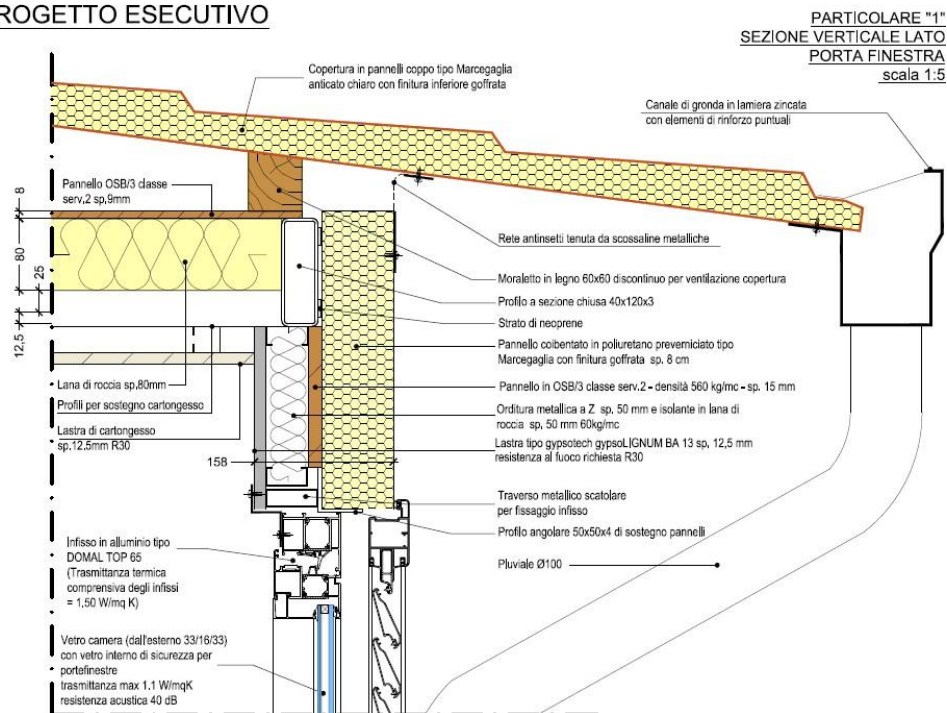 ROGETTO ESECUTIVO
PARTICOLARE "1"
SEZIONE VERTICALE LATO
PORTA FINESTRA
scala 1:5
Copertura in pannelli coppo tipo Marcegaglia
anticato chiaro con finitura inferiore goffrata
Canale di gronda in lamiera zincata
con elementi di rinforzo puntuali
Pannello OSB/3 classe
serv,2 sp,9mm
8
80
25
12,5
Rete antinsetti tenuta da scossaline metalliche
Moraletto in legno 60x60 discontinuo per ventilazione copertura
Profilo a sezione chiusa 40x120x3
Strato di neoprene
Pannello coibentato in poliuretano preverniciato tipo
Marcegaglia con finitura goffrata sp. 8 cm
Lana di roccia sp,80mm
Profili per sostegno cartongesso
Lastra di cartongesso
sp.12.5mm R30
Pannello in OSB/3 classe serv.2 - densità 560 kg/mc - sp. 15 mm
Orditura metallica a Z sp. 50 mm e isolante in lana di
roccia sp, 50 mm 60kg/mc
Lastra tipo gypsotech gypsoLIGNUM BA 13 sp, 12,5 mm
resistenza al fuoco richiesta R30
158
Traverso metallico scatolare
per fissaggio infisso
Profilo angolare 50x50x4 di sostegno pannelli
Pluviale Ø100
Infisso in alluminio tipo
DOMAL TOP 65
(Trasmittanza termica
comprensiva degli infissi
= 1,50 W/mq K)
Vetro camera (dall'esterno 33/16/33)
con vetro interno di sicurezza per
portefinestre
trasmittanza max 1.1 W/mqK
resistenza acustica 40 dB